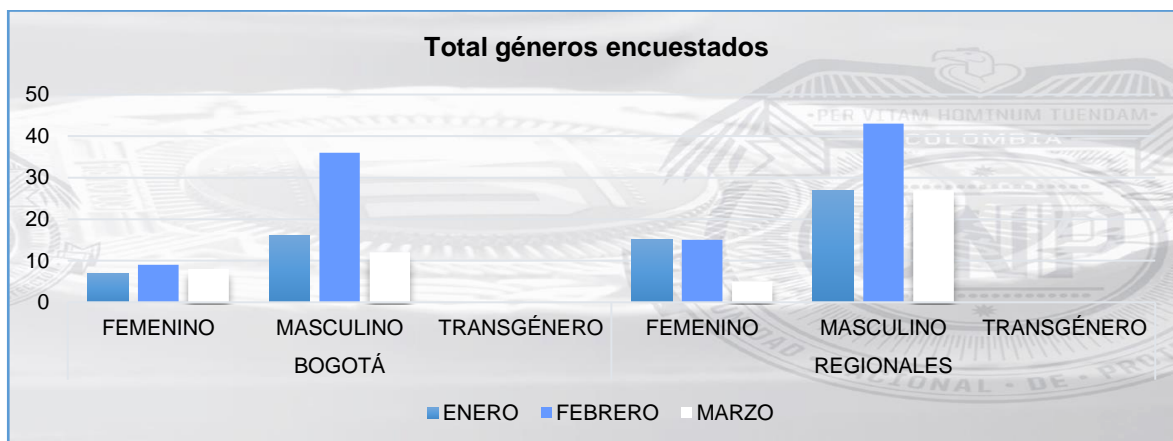 Total géneros encuestados
50
40
30
20
10
0
FEMENINO MASCULINO TRANSGÉNERO FEMENINO MASCULINO TRANSGÉNERO
BOGOTÁ REGIONALES
ENERO FEBRERO MARZO
PER VITAM HOMINUM TUENDAM
COLOMBIA
UNP